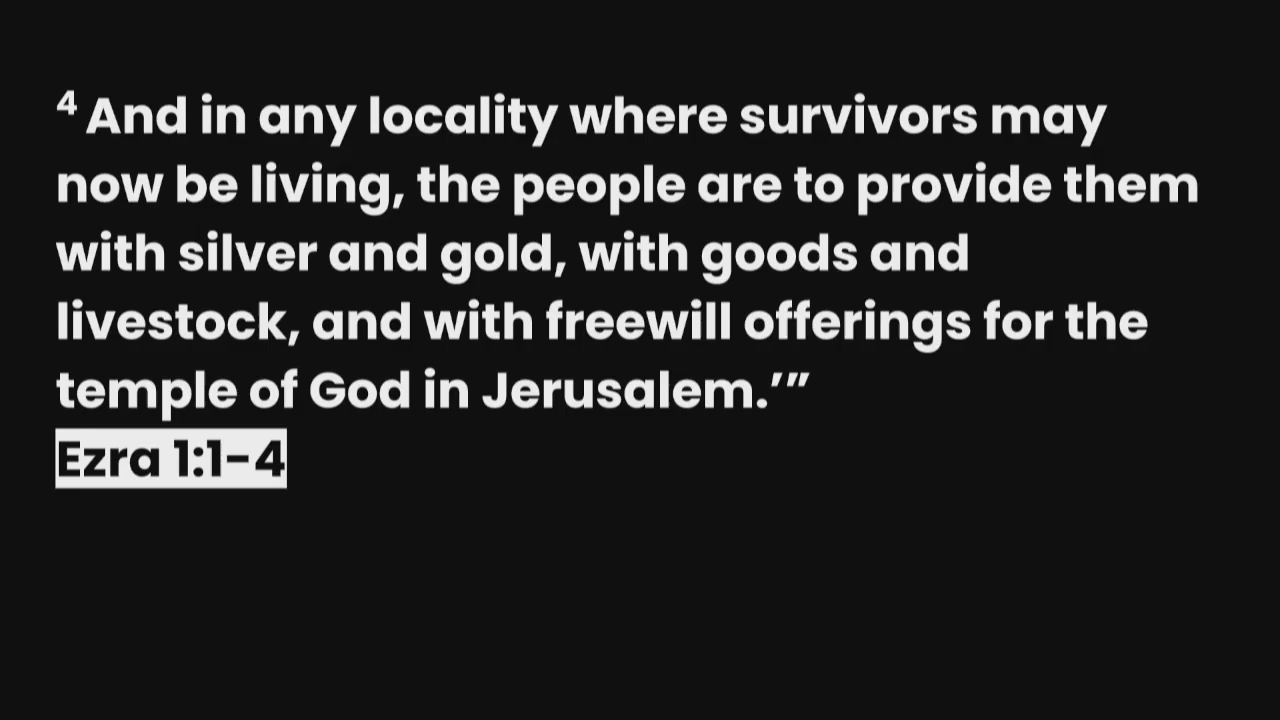 ⁴ And in any locality where survivors may
now be living, the people are to provide them
with silver and gold, with goods and
livestock, and with freewill offerings for the
temple of God in Jerusalem.’”
Ezra 1:1–4